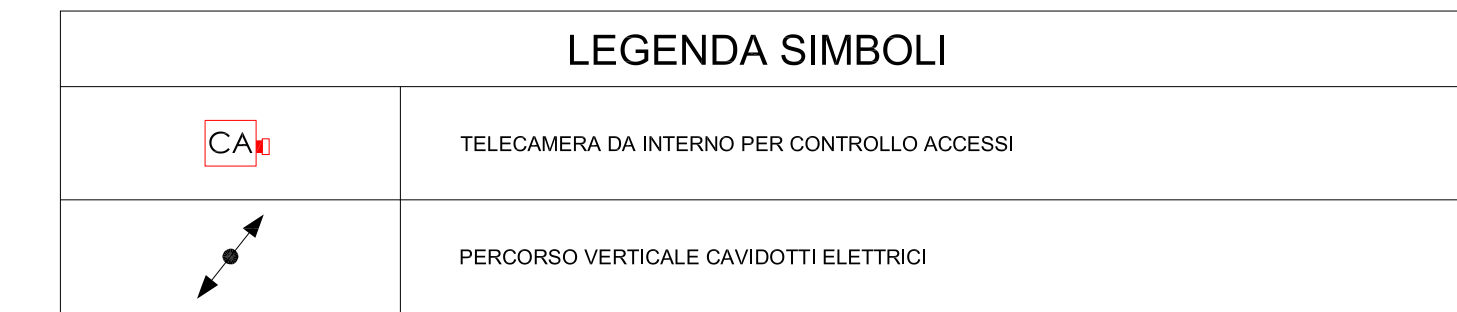 LEGENDA SIMBOLI
CA
TELECAMERA DA INTERNO PER CONTROLLO ACCESSI
PERCORSO VERTICALE CAVIDOTTI ELETTRICI